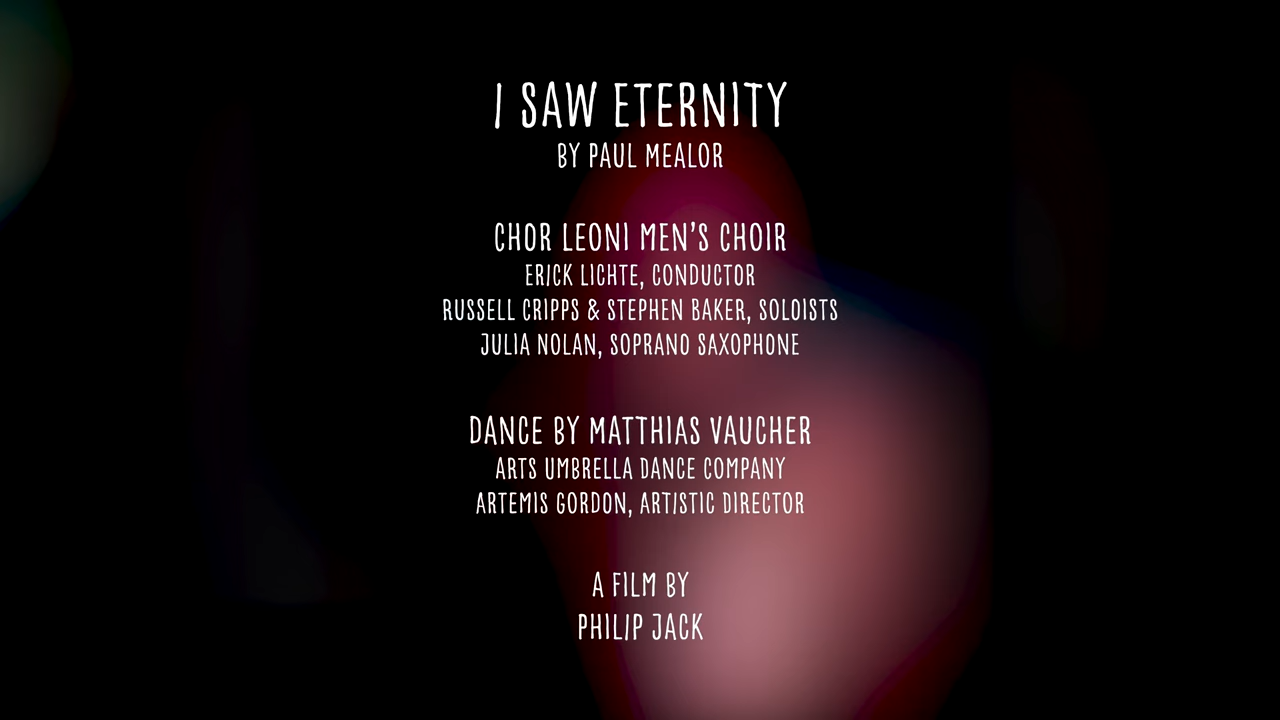 I SAW ETERNITY
BY PAUL MEALOR
CHOR LEONI MEN'S CHOIR
ERICK LICHTE, CONDUCTOR
RUSSELL CRIPPS & STEPHEN BAKER, SOLOISTS
JULIA NOLAN, SOPRANO SAXOPHONE
DANCE BY MATTHIAS VAUCHER
ARTS UMBRELLA DANCE COMPANY
ARTEMIS GORDON, ARTISTIC DIRECTOR
A FILM BY
PHILIP JACK